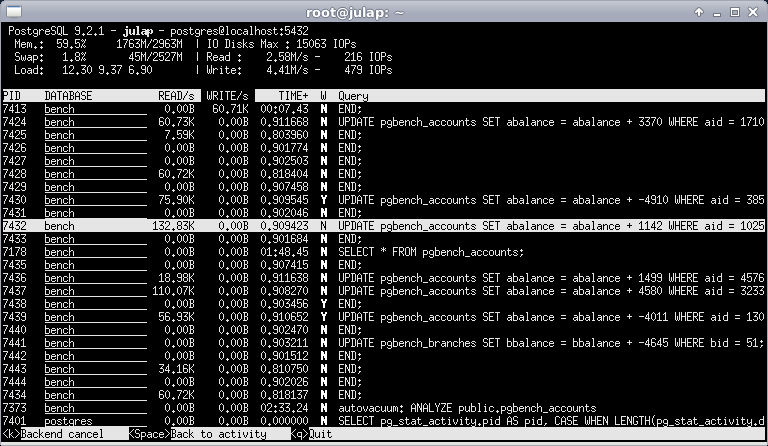 root@julap: ~
PostgreSQL 9.2.1 - julap - postgres@localhost:5432
Mem.: 59.5% 1763M/2963M | IO Disks Max : 15063 IOPs
Swap: 1.8% 45M/2527M | Read : 2.58M/s - 216 IOPs
Load: 12.30 9.37 6.90 | Write: 4.41M/s - 479 IOPs
PID DATABASE READ/s WRITE/s TIME+ W Query
7413 bench 0.00B 60.71K 00:07.43 N END;
7424 bench 60.73K 0.00B 0.911668 N UPDATE pgbench_accounts SET abalance = abalance + 3370 WHERE aid = 1710
7425 bench 7.59K 0.00B 0.803960 N END;
7426 bench 0.00B 0.00B 0.901774 N END;
7427 bench 0.00B 0.00B 0.902503 N END;
7428 bench 60.72K 0.00B 0.818404 N END;
7429 bench 0.00B 0.00B 0.907458 N END;
7430 bench 75.90K 0.00B 0.909545 Y UPDATE pgbench_accounts SET abalance = abalance + -4910 WHERE aid = 385
7431 bench 0.00B 0.00B 0.902046 N END;
7432 bench 132.83K 0.00B 0.909423 N UPDATE pgbench_accounts SET abalance = abalance + 1142 WHERE aid = 1025
7433 bench 0.00B 0.00B 0.901684 N END;
7178 bench 0.00B 0.00B 01:48.45 N SELECT * FROM pgbench_accounts;
7435 bench 0.00B 0.00B 0.907415 N END;
7436 bench 18.98K 0.00B 0.911638 N UPDATE pgbench_accounts SET abalance = abalance + 1499 WHERE aid = 4576
7437 bench 110.07K 0.00B 0.908270 N UPDATE pgbench_accounts SET abalance = abalance + 4580 WHERE aid = 3233
7438 bench 0.00B 0.00B 0.903456 Y END;
7439 bench 56.93K 0.00B 0.910652 Y UPDATE pgbench_accounts SET abalance = abalance + -4011 WHERE aid = 130
7440 bench 0.00B 0.00B 0.902470 N END;
7441 bench 0.00B 0.00B 0.903211 N UPDATE pgbench_branches SET bbalance = bbalance + -4645 WHERE bid = 51;
7442 bench 0.00B 0.00B 0.901512 N END;
7443 bench 34.16K 0.00B 0.810750 N END;
7444 bench 0.00B 0.00B 0.902026 N END;
7434 bench 60.72K 0.00B 0.818137 N END;
7373 bench 0.00B 0.00B 02:33.24 N autovacuum: ANALYZE public.pgbench_accounts
7401 postgres 0.00B 0.00B 0.000000 N SELECT pg_stat_activity.pid AS pid, CASE WHEN LENGTH(pg_stat_activity.d
<k>Backend cancel <Space>Back to activity <q>Quit